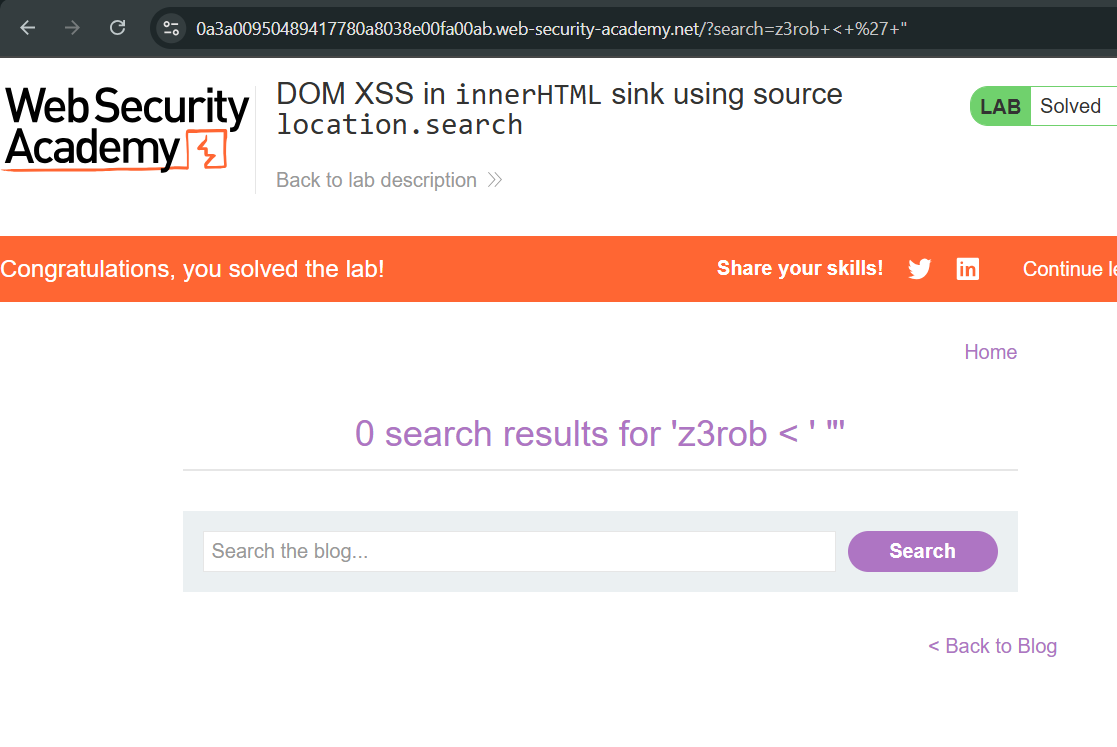 0a3a00950489417780a8038e00fa00ab.web-security-academy.net/?search=z3rob+<+%27+"
Web Security
Academy
DOM XSS in innerHTML sink using source
location.search
Back to lab description
LAB Solved
Congratulations, you solved the lab!
Share your skills!
Continue le
Home
0 search results for 'z3rob < ' "'
Search the blog...
Search
< Back to Blog